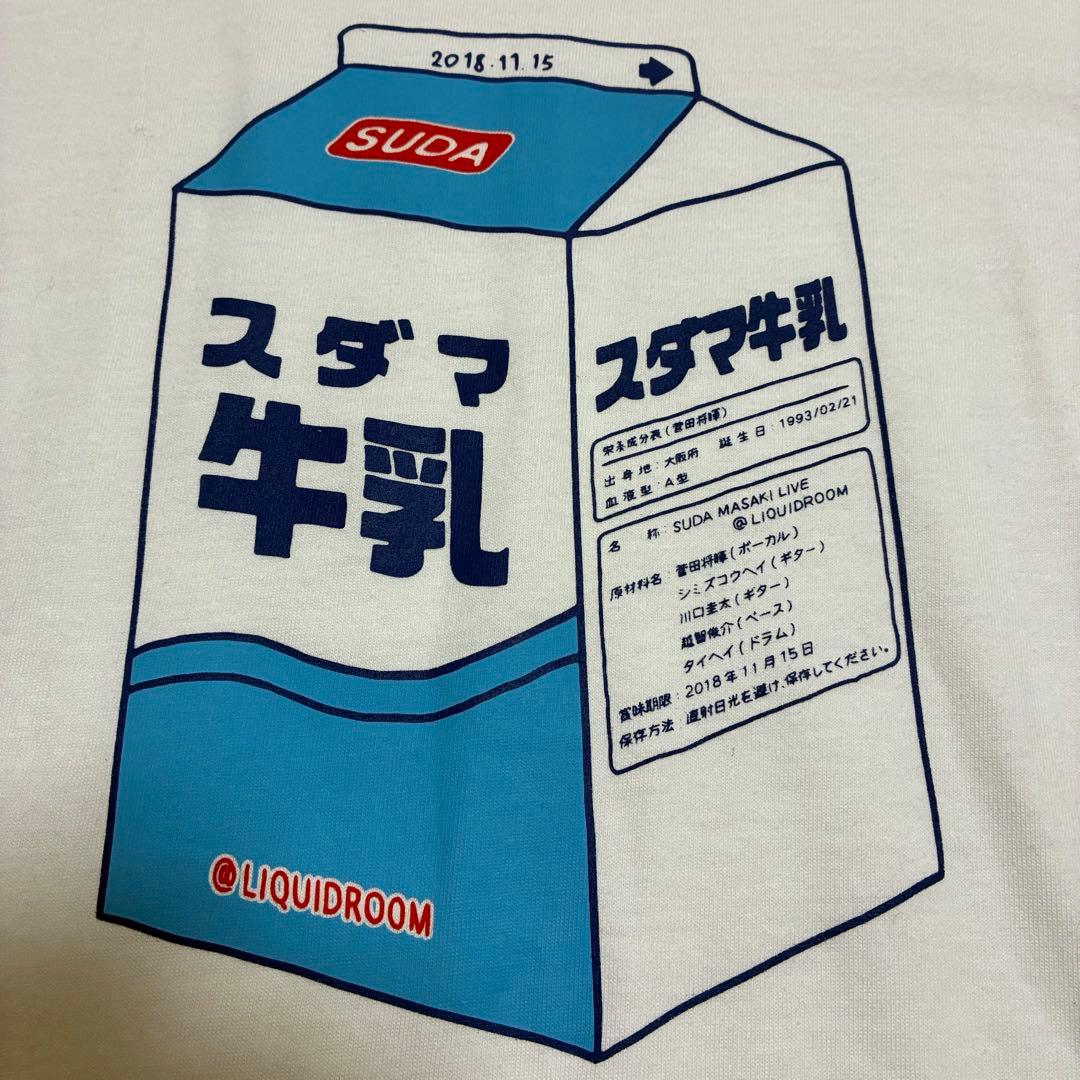 2018.11.15
SUDA
スダマ
牛乳
@LIQUIDROOM
スダマ牛乳
栄養成分表(菅田将暉)
出身地:大阪府 誕生日:1993/02/21
血液型:A型
名称:SUDA MASAKI LIVE
@LIQUIDROOM
原材料名:菅田将暉(ボーカル)
シミズコウヘイ(ギター)
川口圭太(ギター)
越智俊介(ベース)
タイヘイ(ドラム)
賞味期限:2018年11月15日
保存方法:直射日光を避け、保存してください。